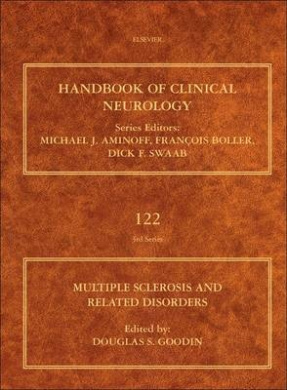 ELSEVIER
HANDBOOK OF CLINICAL
NEUROLOGY
Series Editors:
MICHAEL J. AMINOFF, FRANÇOIS BOLLER,
DICK F. SWAAB
122
3rd Series
MULTIPLE SCLEROSIS AND
RELATED DISORDERS
Edited by:
DOUGLAS S. GOODIN